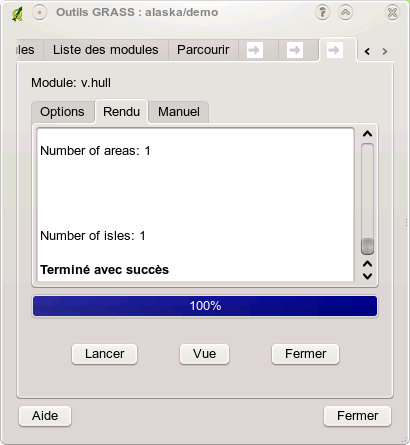 Outils GRASS : alaska/demo
ules Liste des modules Parcourir
Module: v.hull
Options Rendu Manuel
Number of areas: 1
Number of isles: 1
Terminé avec succès
100%
Lancer Vue Fermer
Aide Fermer